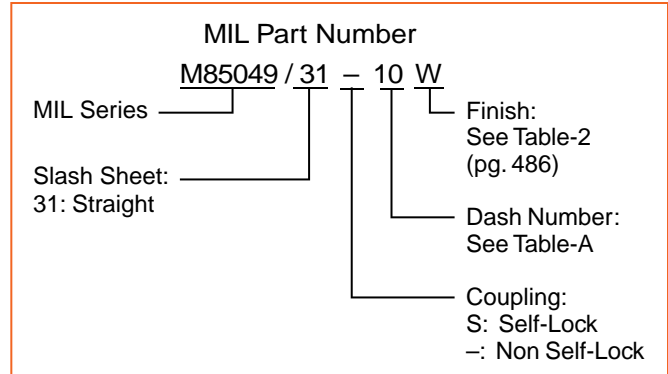 MIL Part Number
M85049 / 31 – 10 W
MIL Series
Finish:
See Table-2
(pg. 486)
Slash Sheet:
31: Straight
Dash Number:
See Table-A
Coupling:
S: Self-Lock
–: Non Self-Lock